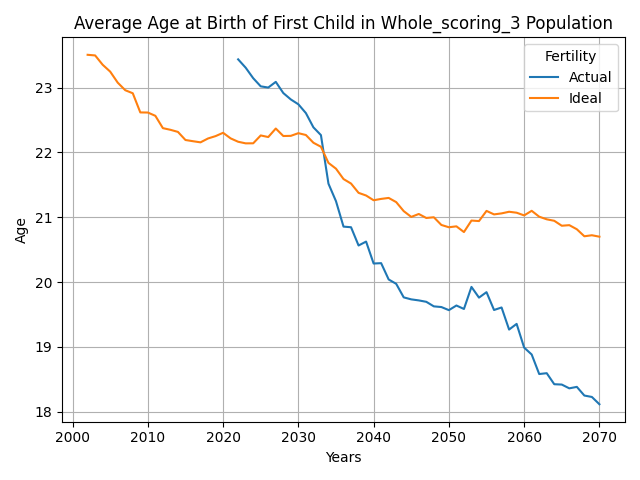 Average Age at Birth of First Child in Whole_scoring_3 Population
Fertility
Actual
Ideal
Age
23
22
21
20
19
18
2000 2010 2020 2030 2040 2050 2060 2070
Years